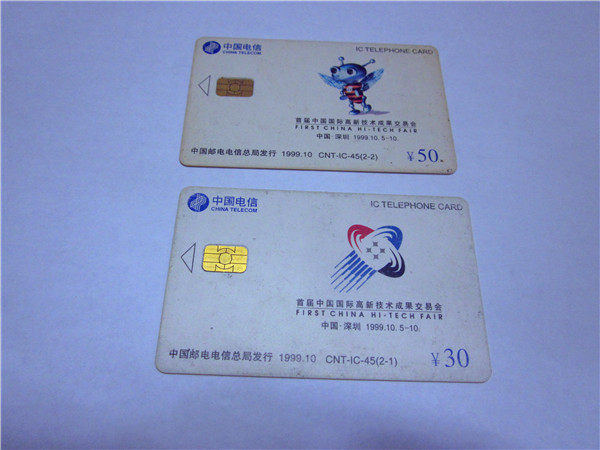 中国电信
CHINA TELECOM
IC TELEPHONE CARD
首届中国国际高新技术成果交易会
FIRST CHINA HI-TECH FAIR
中国·深圳 1999.10.5-10.
中国邮电电信总局发行 1999.10 CNT-IC-45(2-2)
¥50.
中国电信
CHINA TELECOM
IC TELEPHONE CARD
首届中国国际高新技术成果交易会
FIRST CHINA HI-TECH FAIR
中国·深圳 1999.10.5-10.
中国邮电电信总局发行 1999.10 CNT-IC-45(2-1)
¥30